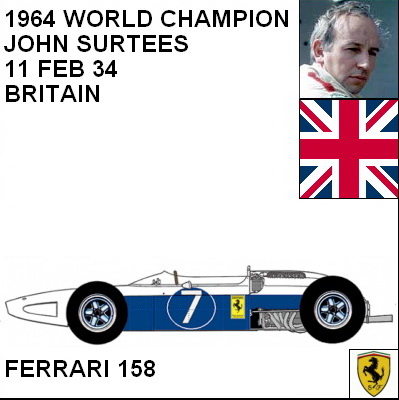 1964 WORLD CHAMPION
JOHN SURTEES
11 FEB 34
BRITAIN
7
FERRARI 158
S F